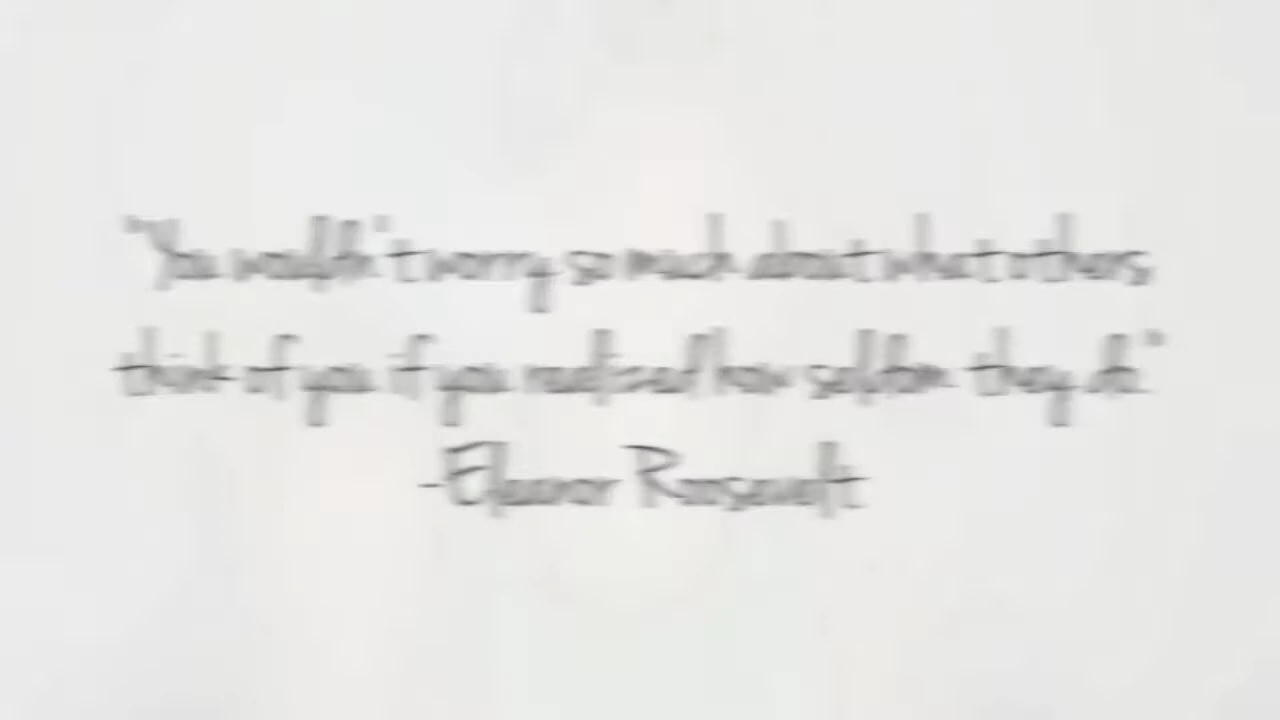 "You wouldn't worry so much about what others
think of you if you realized how seldom they do."
-Eleanor Roosevelt